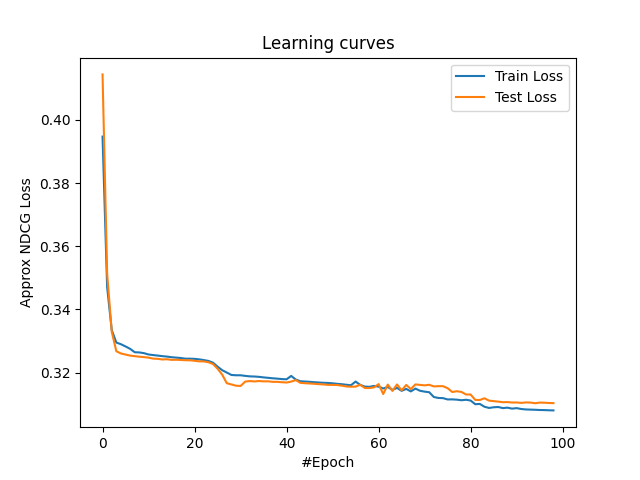 Learning curves
Train Loss
Test Loss
0.40
0.38
0.36
0.34
0.32
Approx NDCG Loss
0 20 40 60 80 100
#Epoch